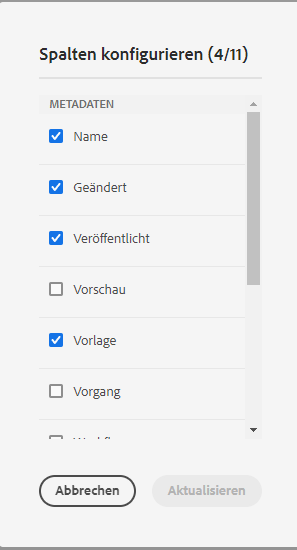 Spalten konfigurieren (4/11)
METADATEN
Name
Geändert
Veröffentlicht
Vorschau
Vorlage
Vorgang
Abbrechen
Aktualisieren